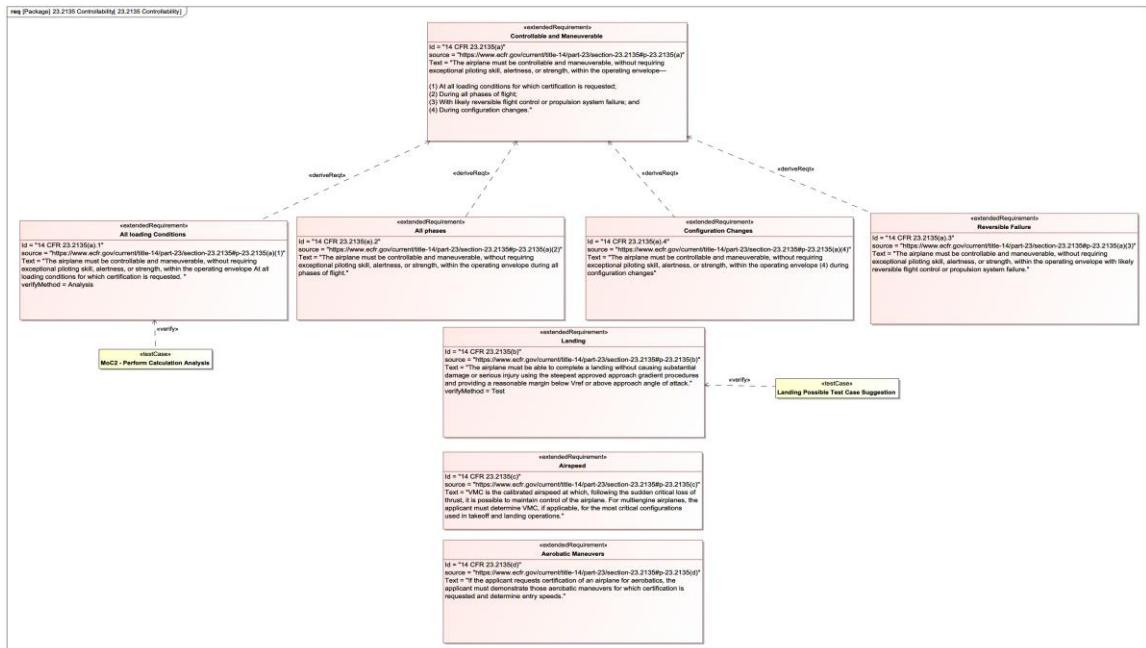 req [Package] 23.2135 Controllability[ 23.2135 Controllability]
«extendedRequirement»
Controllable and Maneuverable
Id = "14 CFR 23.2135(a)"
source = "https://www.ecfr.gov/current/title-14/part-23/section-23.2135#p-23.2135(a)"
Text = "The airplane must be controllable and maneuverable, without requiring
exceptional piloting skill, alertness, or strength, within the operating envelope—
(1) At all loading conditions for which certification is requested;
(2) During all phases of flight;
(3) With likely reversible flight control or propulsion system failure; and
(4) During configuration changes."
«deriveReqt»
«deriveReqt»
«deriveReqt»
«deriveReqt»
«extendedRequirement»
All loading Conditions
Id = "14 CFR 23.2135(a).1"
source = "https://www.ecfr.gov/current/title-14/part-23/section-23.2135#p-23.2135(a)(1)"
Text = "The airplane must be controllable and maneuverable, without requiring
exceptional piloting skill, alertness, or strength, within the operating envelope At all
loading conditions for which certification is requested. "
verifyMethod = Analysis
«extendedRequirement»
All phases
Id = "14 CFR 23.2135(a).2"
source = "https://www.ecfr.gov/current/title-14/part-23/section-23.2135#p-23.2135(a)(2)"
Text = "The airplane must be controllable and maneuverable, without requiring
exceptional piloting skill, alertness, or strength, within the operating envelope during all
phases of flight."
«extendedRequirement»
Configuration Changes
Id = "14 CFR 23.2135(a).4"
source = "https://www.ecfr.gov/current/title-14/part-23/section-23.2135#p-23.2135(a)(4)"
Text = "The airplane must be controllable and maneuverable, without requiring
exceptional piloting skill, alertness, or strength, within the operating envelope (4) during
configuration changes"
«extendedRequirement»
Reversible Failure
Id = "14 CFR 23.2135(a).3"
source = "https://www.ecfr.gov/current/title-14/part-23/section-23.2135#p-23.2135(a)(3)"
Text = "The airplane must be controllable and maneuverable, without requiring
exceptional piloting skill, alertness, or strength, within the operating envelope with likely
reversible flight control or propulsion system failure."
«verify»
«testCase»
MoC2 - Perform Calculation Analysis
«extendedRequirement»
Landing
Id = "14 CFR 23.2135(b)"
source = "https://www.ecfr.gov/current/title-14/part-23/section-23.2135#p-23.2135(b)"
Text = "The airplane must be able to complete a landing without causing substantial
damage or serious injury using the steepest approved approach gradient procedures
and providing a reasonable margin below Vref or above approach angle of attack."
verifyMethod = Test
«verify»
«testCase»
Landing Possible Test Case Suggestion
«extendedRequirement»
Airspeed
Id = "14 CFR 23.2135(c)"
source = "https://www.ecfr.gov/current/title-14/part-23/section-23.2135#p-23.2135(c)"
Text = "VMC is the calibrated airspeed at which, following the sudden critical loss of
thrust, it is possible to maintain control of the airplane. For multiengine airplanes, the
applicant must determine VMC, if applicable, for the most critical configurations
used in takeoff and landing operations."
«extendedRequirement»
Aerobatic Maneuvers
Id = "14 CFR 23.2135(d)"
source = "https://www.ecfr.gov/current/title-14/part-23/section-23.2135#p-23.2135(d)"
Text = "If the applicant requests certification of an airplane for aerobatics, the
applicant must demonstrate those aerobatic maneuvers for which certification is
requested and determine entry speeds."